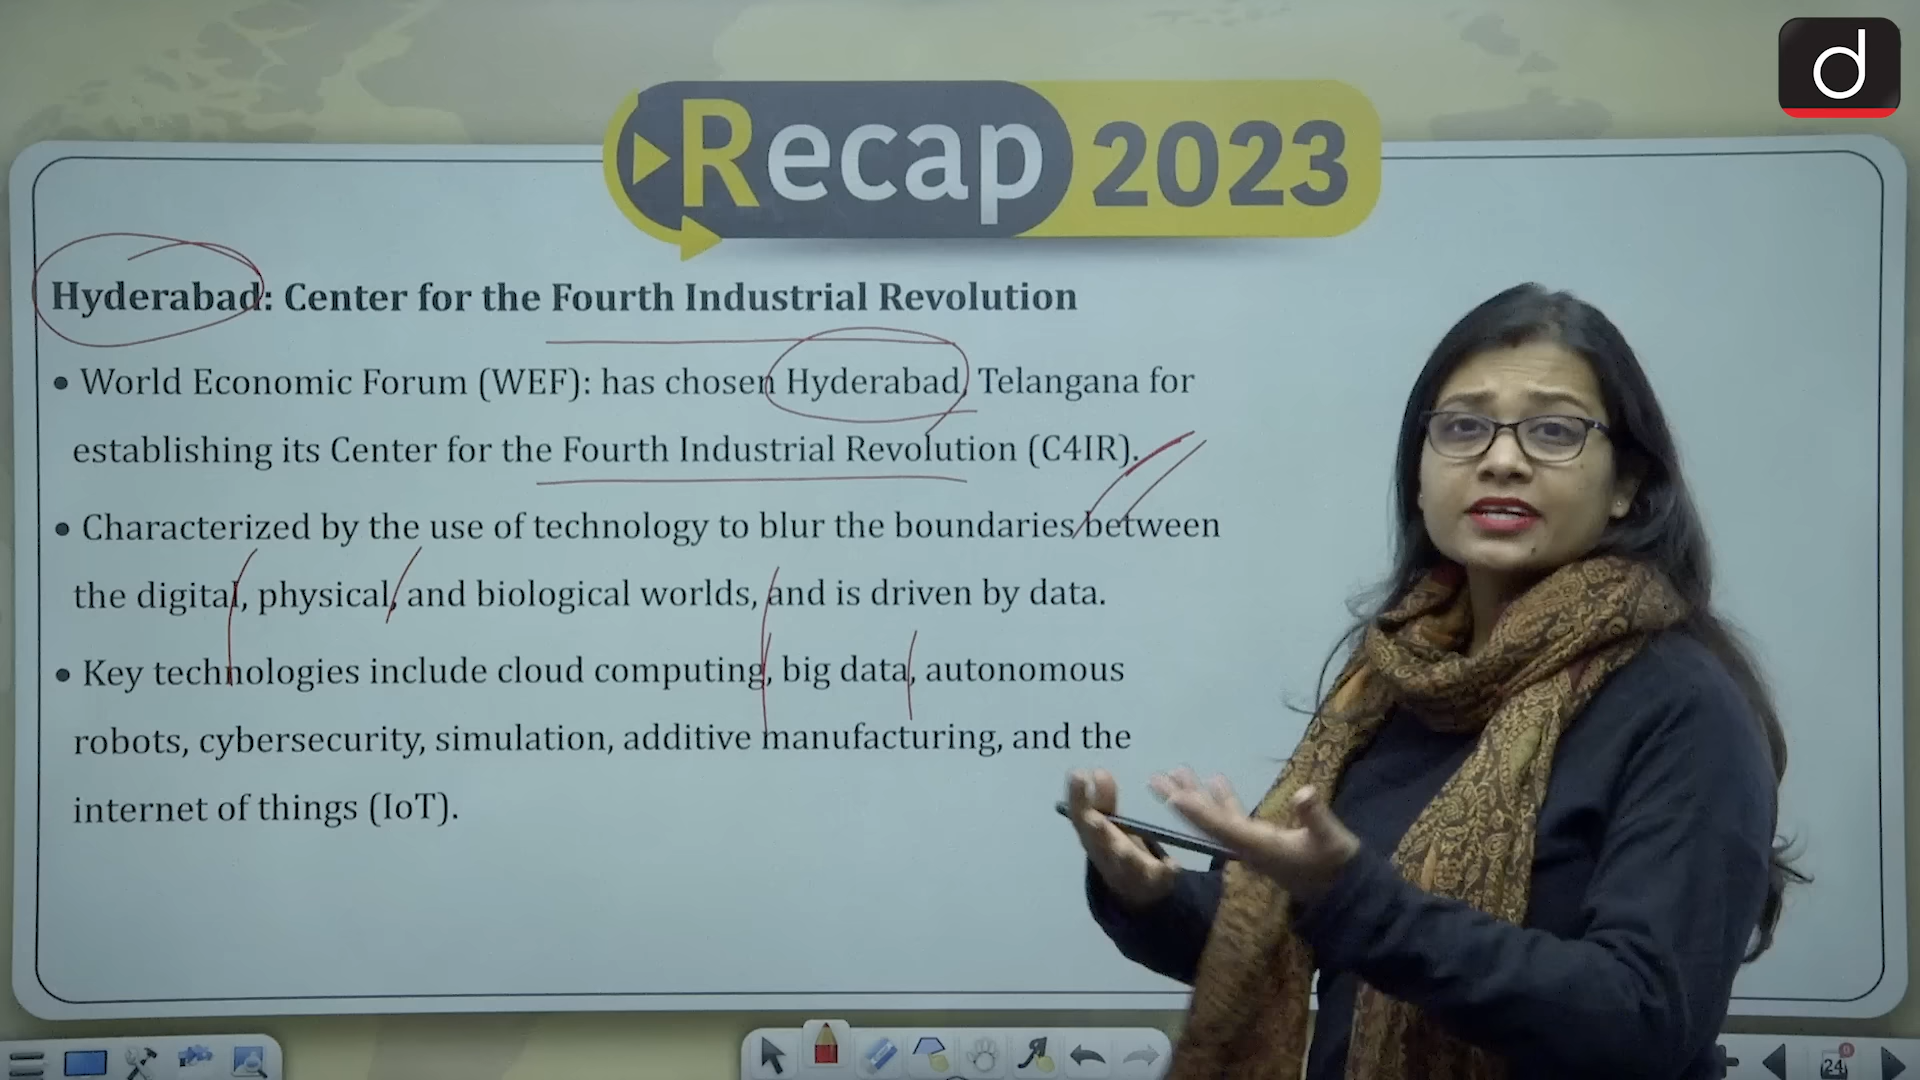 d
Recap 2023
Hyderabad: Center for the Fourth Industrial Revolution
• World Economic Forum (WEF): has chosen Hyderabad, Telangana for
establishing its Center for the Fourth Industrial Revolution (C4IR).
• Characterized by the use of technology to blur the boundaries between
the digital, physical, and biological worlds, and is driven by data.
• Key technologies include cloud computing, big data, autonomous
robots, cybersecurity, simulation, additive manufacturing, and the
internet of things (IoT).
24